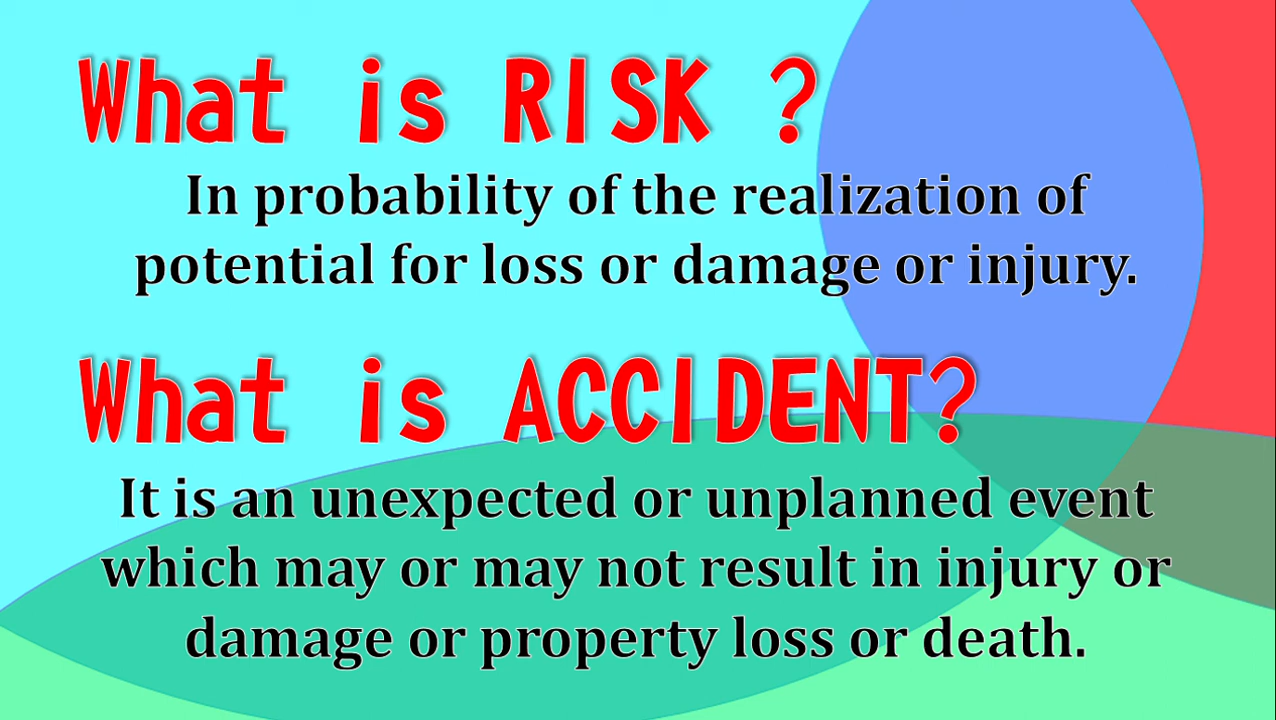 What is RISK ?
In probability of the realization of
potential for loss or damage or injury.
What is ACCIDENT?
It is an unexpected or unplanned event
which may or may not result in injury or
damage or property loss or death.